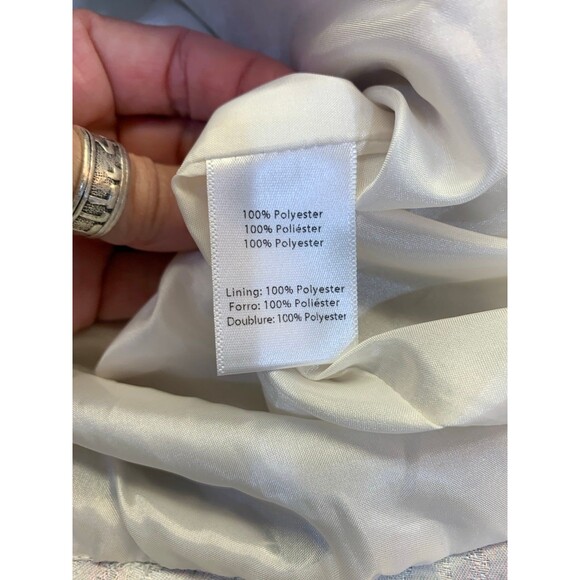 100% Polyester
100% Poliéster
100% Polyester
Lining: 100% Polyester
Forro: 100% Poliéster
Doublure: 100% Polyester